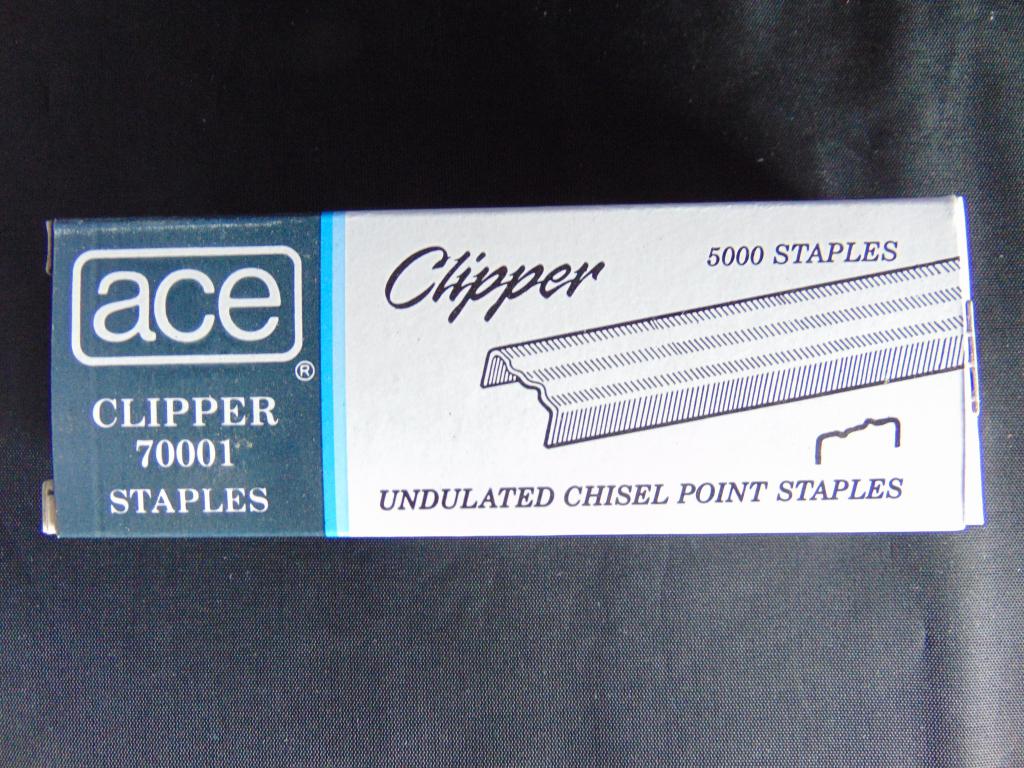 ace
®
CLIPPER
70001
STAPLES
Clipper
5000 STAPLES
UNDULATED CHISEL POINT STAPLES